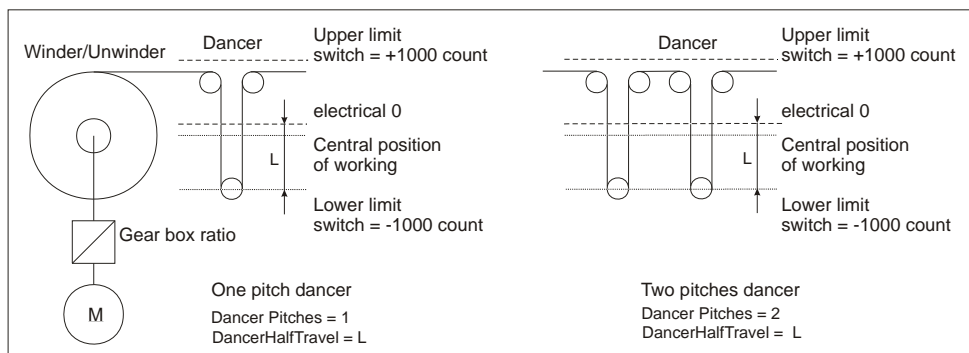 Winder/Unwinder
Dancer
Upper limit
switch = +1000 count
electrical 0
L
Central position
of working
Lower limit
switch = -1000 count
Gear box ratio
M
One pitch dancer
Dancer Pitches = 1
DancerHalfTravel = L
Dancer
Upper limit
switch = +1000 count
electrical 0
L
Central position
of working
Lower limit
switch = -1000 count
Two pitches dancer
Dancer Pitches = 2
DancerHalfTravel = L